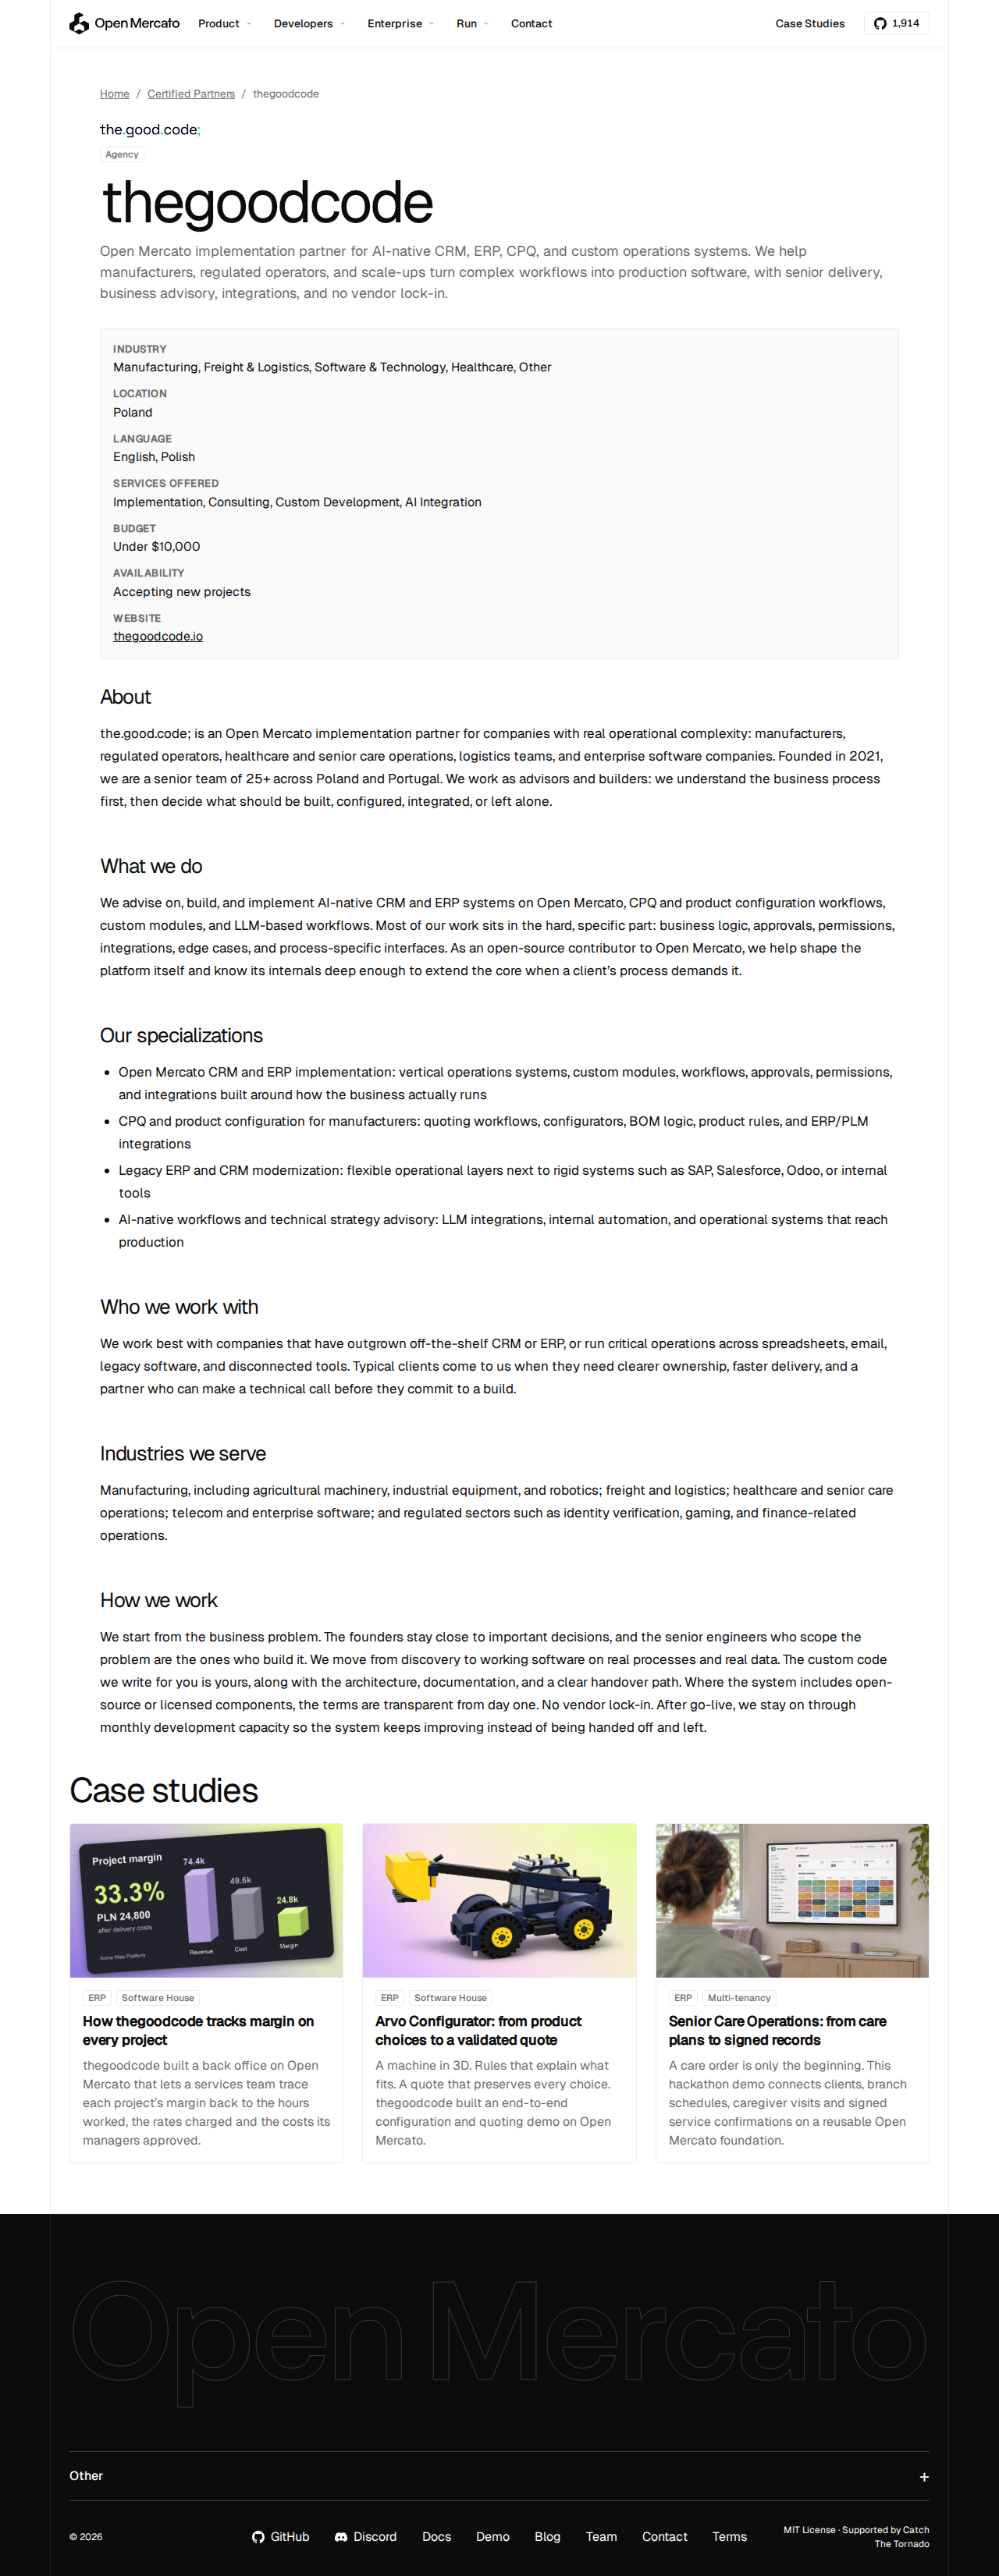 Open Mercato Product Developers Enterprise Run Contact Case Studies 1,914
Home / Certified Partners / thegoodcode
the.good.code;
Agency
thegoodcode
Open Mercato implementation partner for AI-native CRM, ERP, CPQ, and custom operations systems. We help
manufacturers, regulated operators, and scale-ups turn complex workflows into production software, with senior delivery,
business advisory, integrations, and no vendor lock-in.
INDUSTRY
Manufacturing, Freight & Logistics, Software & Technology, Healthcare, Other
LOCATION
Poland
LANGUAGE
English, Polish
SERVICES OFFERED
Implementation, Consulting, Custom Development, AI Integration
BUDGET
Under $10,000
AVAILABILITY
Accepting new projects
WEBSITE
thegoodcode.io
About
the.good.code; is an Open Mercato implementation partner for companies with real operational complexity: manufacturers,
regulated operators, healthcare and senior care operations, logistics teams, and enterprise software companies. Founded in 2021,
we are a senior team of 25+ across Poland and Portugal. We work as advisors and builders: we understand the business process
first, then decide what should be built, configured, integrated, or left alone.
What we do
We advise on, build, and implement AI-native CRM and ERP systems on Open Mercato, CPQ and product configuration workflows,
custom modules, and LLM-based workflows. Most of our work sits in the hard, specific part: business logic, approvals, permissions,
integrations, edge cases, and process-specific interfaces. As an open-source contributor to Open Mercato, we help shape the
platform itself and know its internals deep enough to extend the core when a client's process demands it.
Our specializations
• Open Mercato CRM and ERP implementation: vertical operations systems, custom modules, workflows, approvals, permissions,
and integrations built around how the business actually runs
• CPQ and product configuration for manufacturers: quoting workflows, configurators, BOM logic, product rules, and ERP/PLM
integrations
• Legacy ERP and CRM modernization: flexible operational layers next to rigid systems such as SAP, Salesforce, Odoo, or internal
tools
• AI-native workflows and technical strategy advisory: LLM integrations, internal automation, and operational systems that reach
production
Who we work with
We work best with companies that have outgrown off-the-shelf CRM or ERP, or run critical operations across spreadsheets, email,
legacy software, and disconnected tools. Typical clients come to us when they need clearer ownership, faster delivery, and a
partner who can make a technical call before they commit to a build.
Industries we serve
Manufacturing, including agricultural machinery, industrial equipment, and robotics; freight and logistics; healthcare and senior care
operations; telecom and enterprise software; and regulated sectors such as identity verification, gaming, and finance-related
operations.
How we work
We start from the business problem. The founders stay close to important decisions, and the senior engineers who scope the
problem are the ones who build it. We move from discovery to working software on real processes and real data. The custom code
we write for you is yours, along with the architecture, documentation, and a clear handover path. Where the system includes open-
source or licensed components, the terms are transparent from day one. No vendor lock-in. After go-live, we stay on through
monthly development capacity so the system keeps improving instead of being handed off and left.
Case studies
Project margin
33.3%
PLN 24,800
after delivery costs
Acme Web Platform
74.4k
49.6k
24.8k
Revenue
Cost
Margin
ERP Software House
How thegoodcode tracks margin on
every project
thegoodcode built a back office on Open
Mercato that lets a services team trace
each project's margin back to the hours
worked, the rates charged and the costs its
managers approved.
ERP Software House
Arvo Configurator: from product
choices to a validated quote
A machine in 3D. Rules that explain what
fits. A quote that preserves every choice.
thegoodcode built an end-to-end
configuration and quoting demo on Open
Mercato.
ERP Multi-tenancy
Senior Care Operations: from care
plans to signed records
A care order is only the beginning. This
hackathon demo connects clients, branch
schedules, caregiver visits and signed
service confirmations on a reusable Open
Mercato foundation.
Open Mercato
Other +
© 2026 GitHub Discord Docs Demo Blog Team Contact Terms MIT License · Supported by Catch
The Tornado